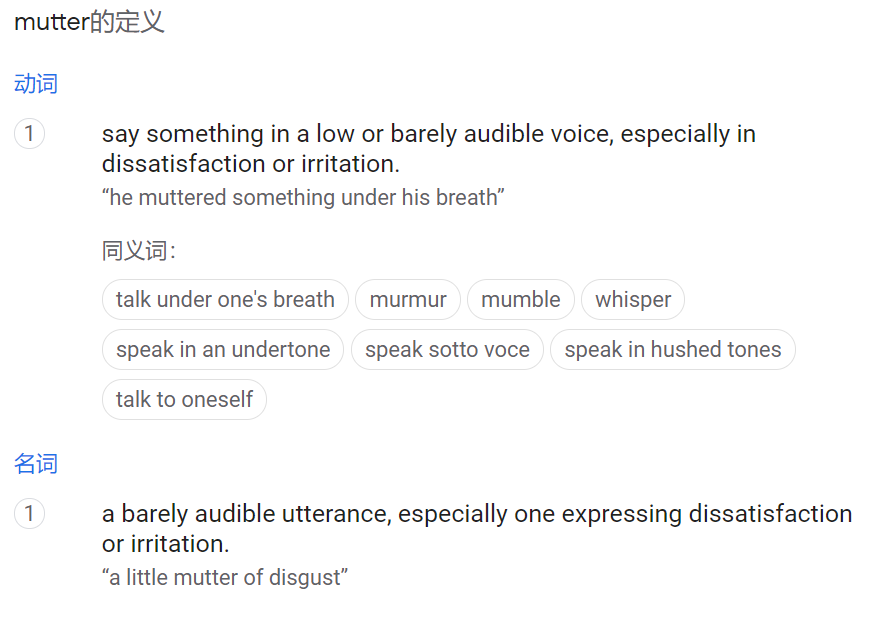 mutter的定义
动词
1
say something in a low or barely audible voice, especially in
dissatisfaction or irritation.
“he muttered something under his breath”
同义词：
talk under one's breath murmur mumble whisper
speak in an undertone speak sotto voce speak in hushed tones
talk to oneself
名词
1
a barely audible utterance, especially one expressing dissatisfaction
or irritation.
“a little mutter of disgust”